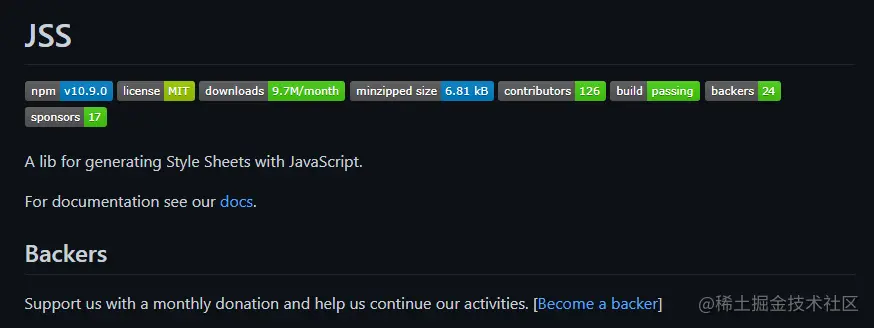 JSS
npm v10.9.0 license MIT downloads 9.7M/month minzipped size 6.81 kB contributors 126 build passing backers 24
sponsors 17
A lib for generating Style Sheets with JavaScript.
For documentation see our docs.
Backers
Support us with a monthly donation and help us continue our activities. [Become a backer]
@稀土掘金技术社区